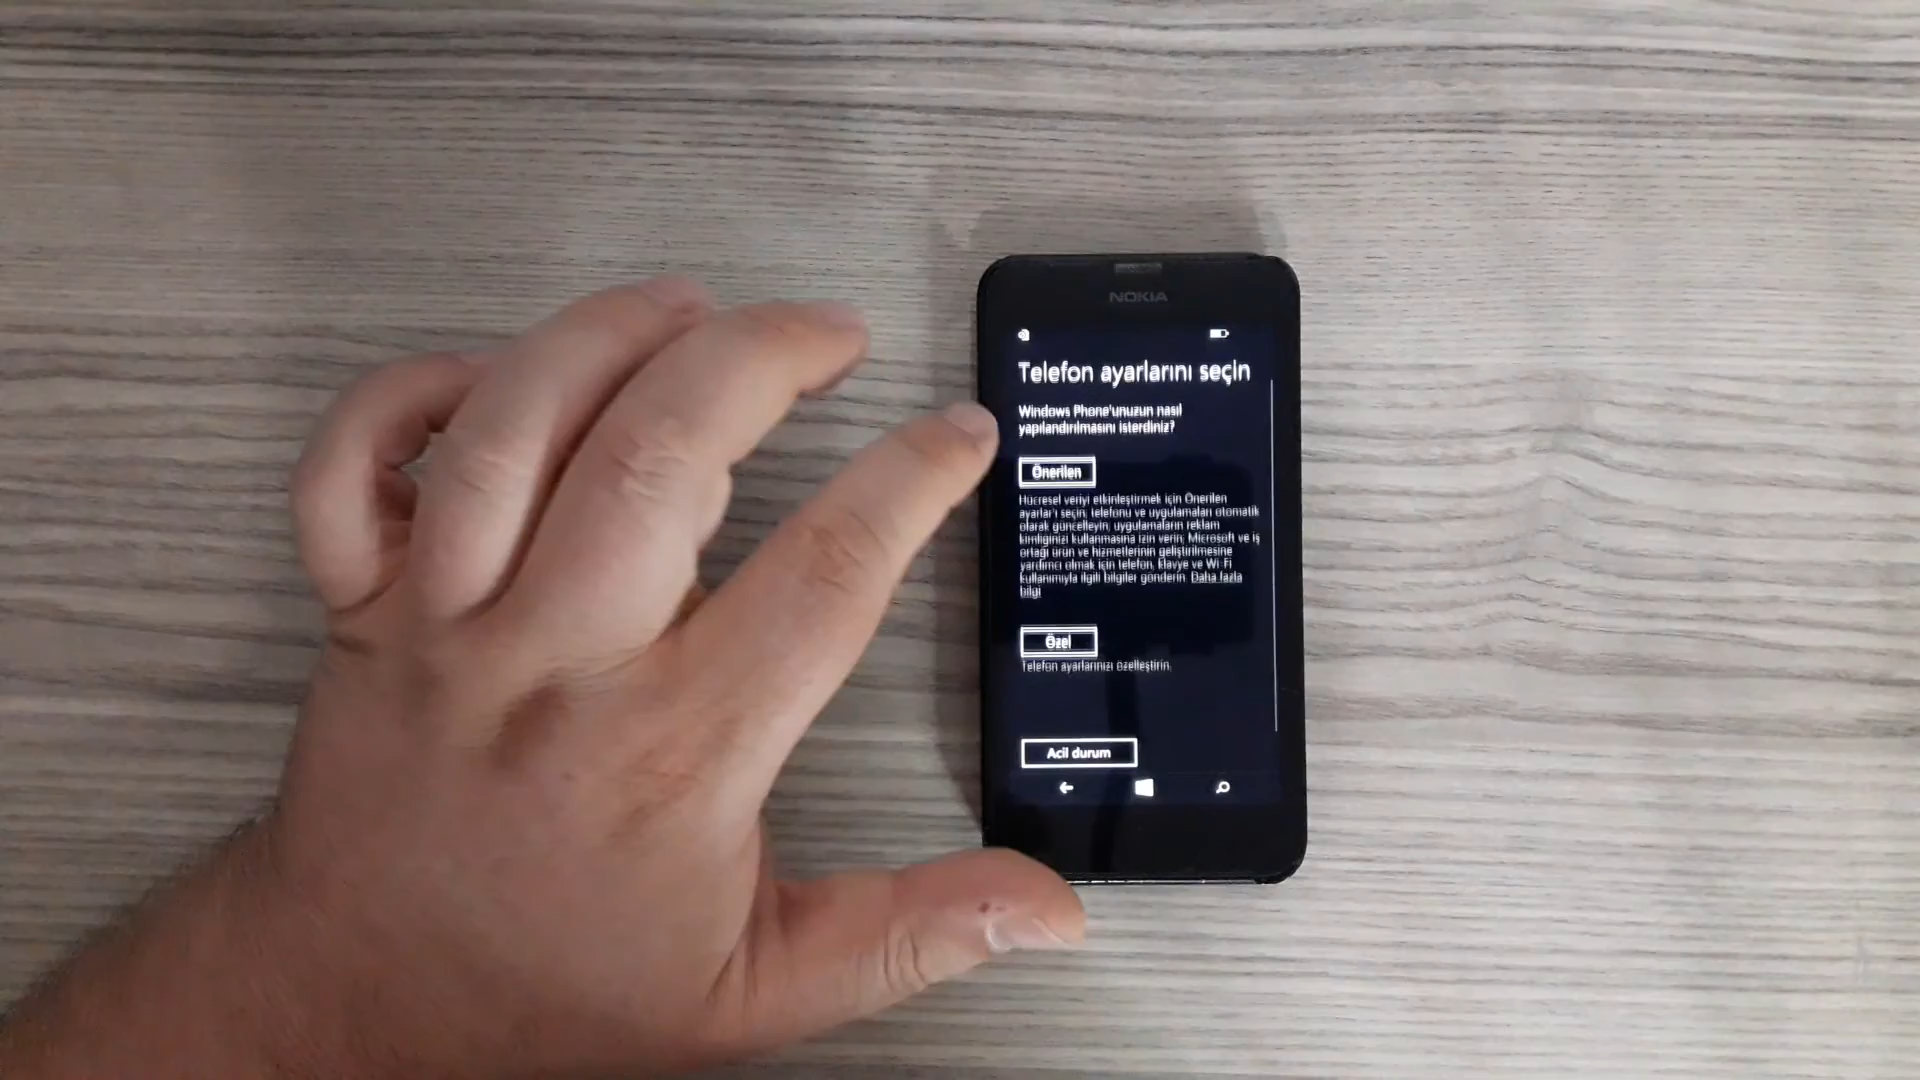 NOKIA
Telefon ayarlarını seçin
Windows Phone'unuzun nasıl
yapılandırılmasını isterdiniz?
Önerilen
Hücresel veriyi etkinleştirmek için Önerilen
ayarlar'ı seçin; telefonu ve uygulamaları otomatik
olarak güncelleyin; uygulamaların reklam
kimliğinizi kullanmasına izin verin; Microsoft ve iş
ortağı ürün ve hizmetlerinin geliştirilmesine
yardımcı olmak için telefon, klavye ve Wi-Fi
kullanımıyla ilgili bilgiler gönderin. Daha fazla
bilgi
Özel
Telefon ayarlarınızı özelleştirin.
Acil durum